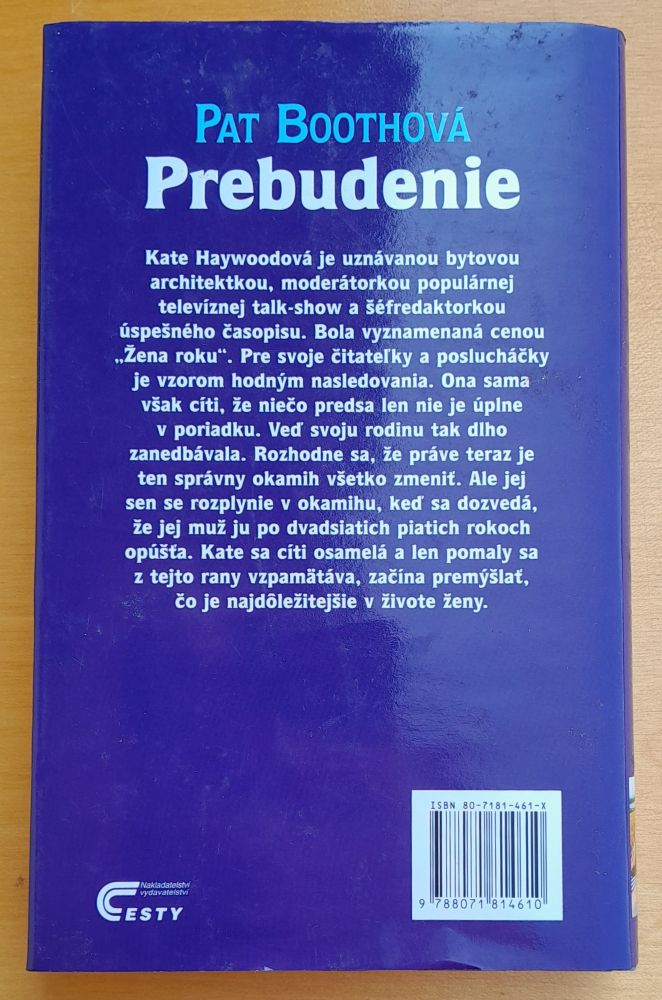 PAT BOOTHOVÁ
Prebudenie
Kate Haywoodová je uznávanou bytovou
architektkou, moderátorkou populárnej
televíznej talk-show a šéfredaktorkou
úspešného časopisu. Bola vyznamenaná cenou
„Žena roku“. Pre svoje čitateľky a poslucháčky
je vzorom hodným nasledovania. Ona sama
však cíti, že niečo predsa len nie je úplne
v poriadku. Veď svoju rodinu tak dlho
zanedbávala. Rozhodne sa, že práve teraz je
ten správny okamih všetko zmeniť. Ale jej
sen se rozplynie v okamihu, keď sa dozvedá,
že jej muž ju po dvadsiatich piatich rokoch
opúšťa. Kate sa cíti osamelá a len pomaly sa
z tejto rany vzpamätáva, začína premýšlať,
čo je najdôležitejšie v živote ženy.
ISBN 80-7181-461-X
9 788071 814610
Nakladatelství
vydavatelství
CESTY